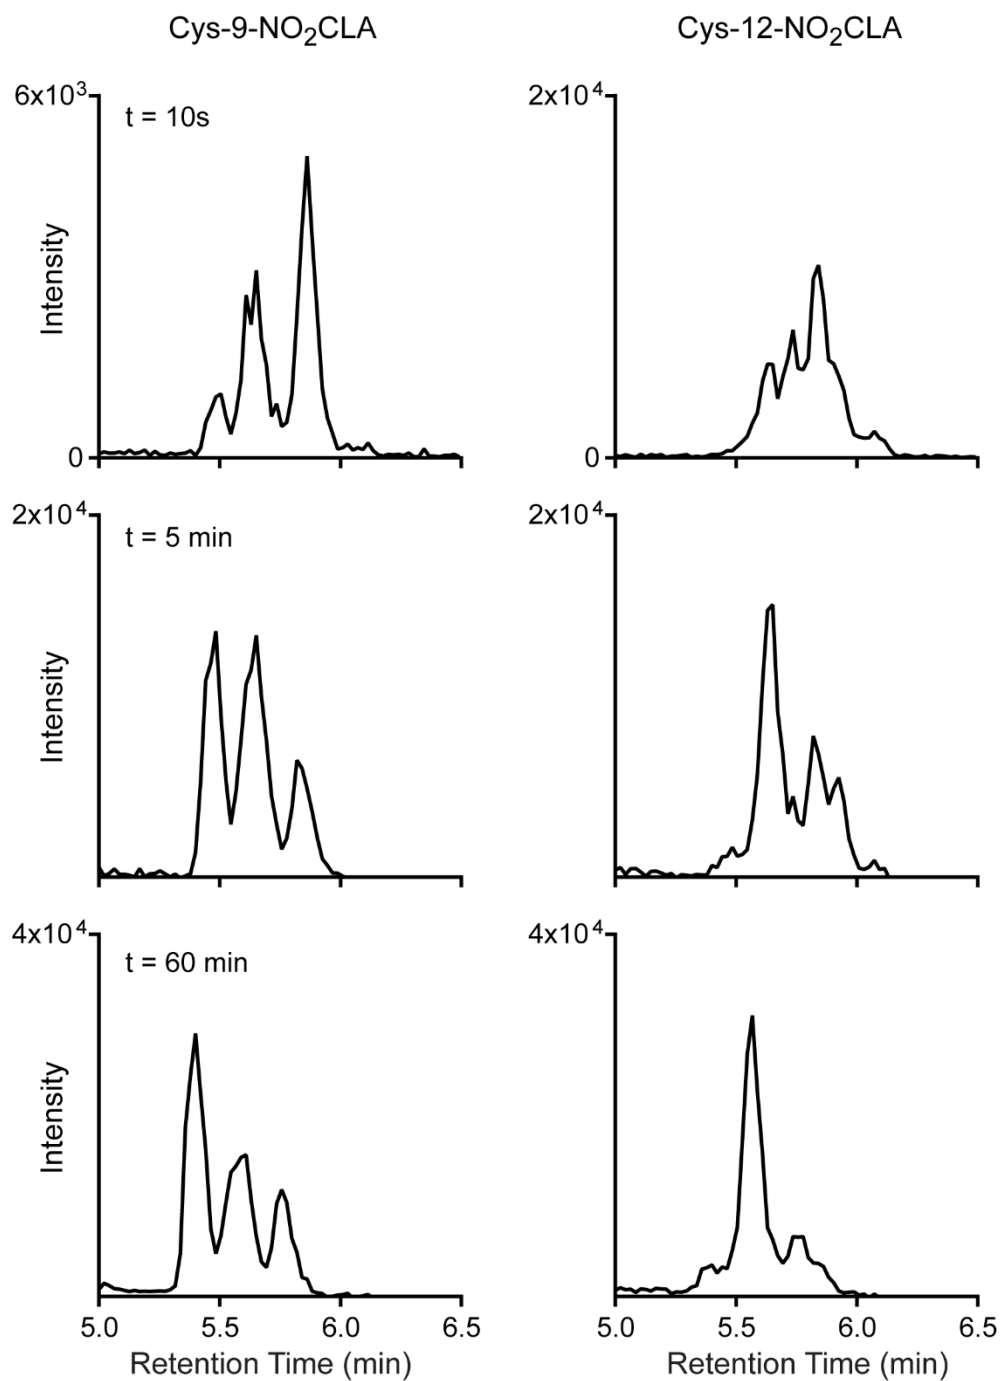 Cys-9-NO₂CLA
Cys-12-NO₂CLA
6x10³
t = 10s
Intensity
0
2x10⁴
0
2x10⁴
t = 5 min
Intensity
2x10⁴
4x10⁴
t = 60 min
Intensity
4x10⁴
5.0 5.5 6.0 6.5
Retention Time (min)
5.0 5.5 6.0 6.5
Retention Time (min)